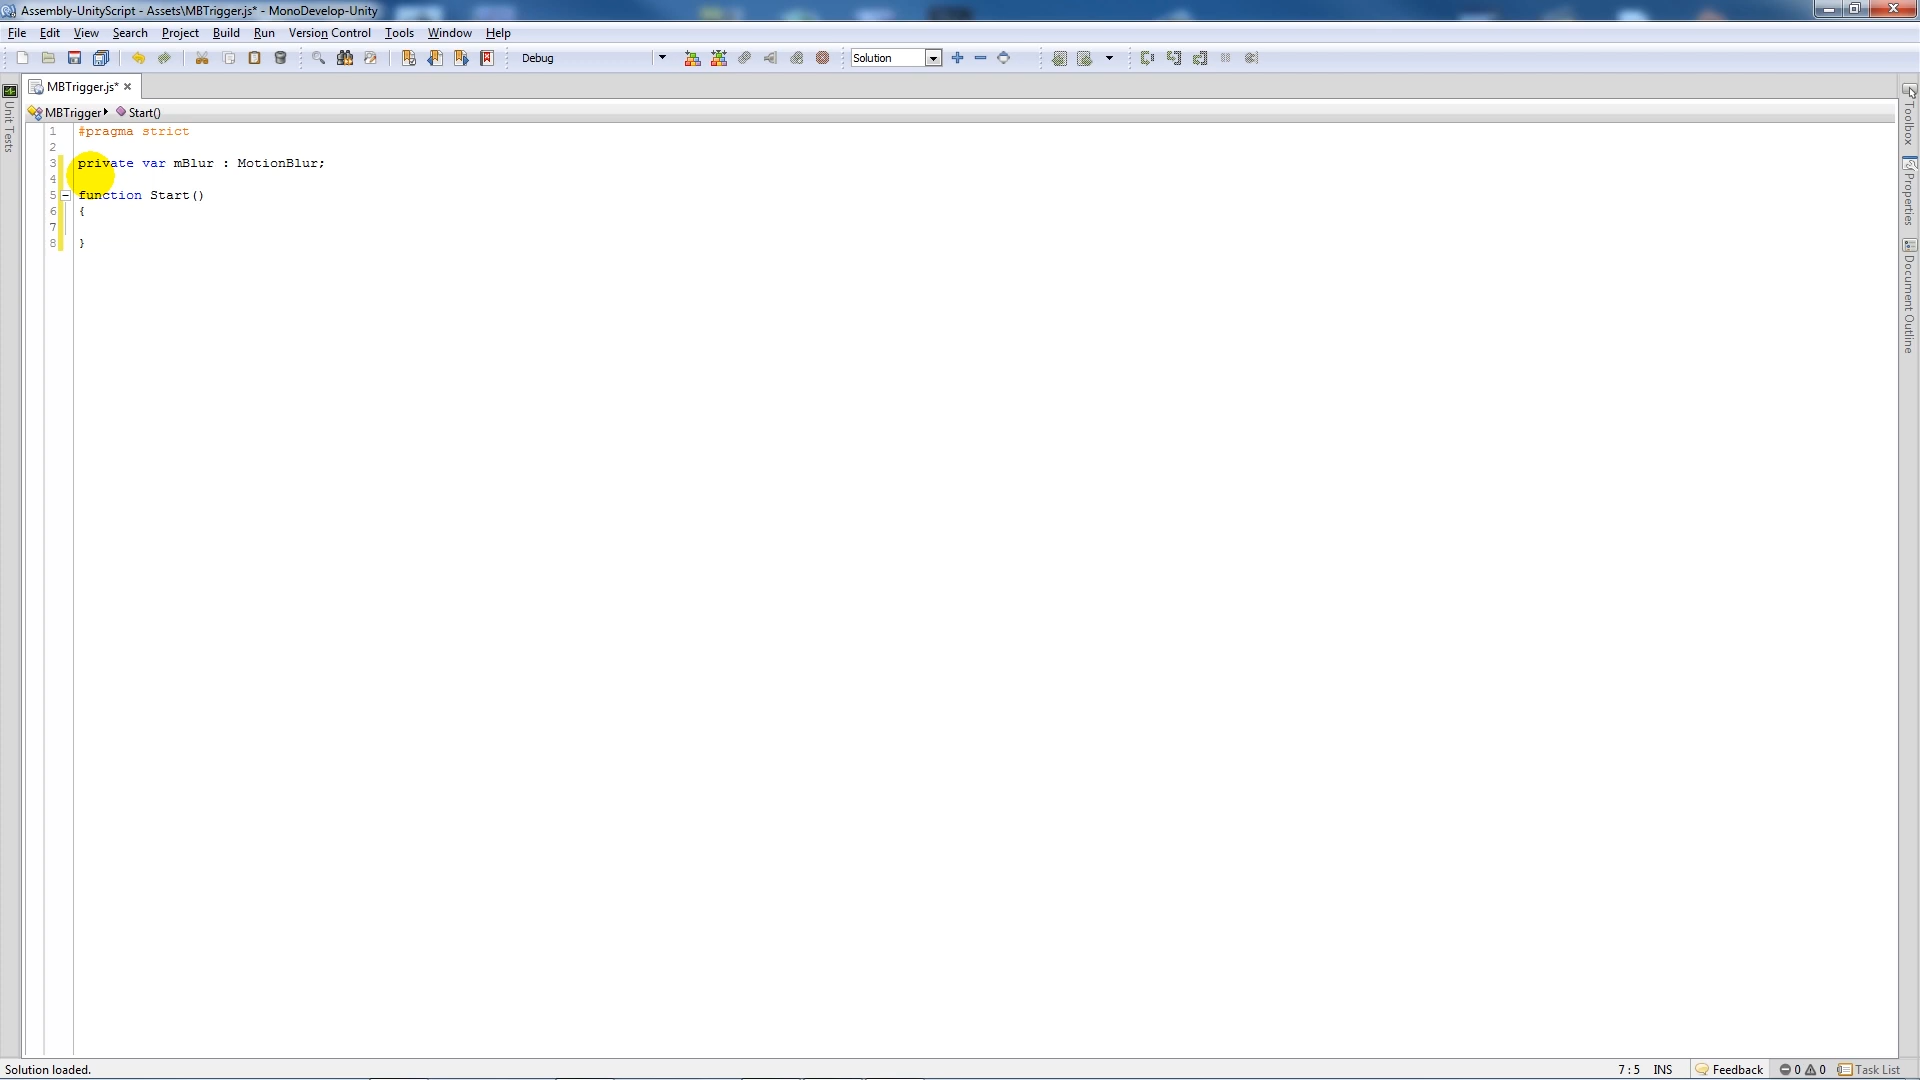 Assembly-UnityScript - Assets\MBTrigger.js* - MonoDevelop-Unity
File Edit View Search Project Build Run Version Control Tools Window Help
Debug Solution
MBTrigger.js*
MBTrigger Start()
1 #pragma strict
2
3 private var mBlur : MotionBlur;
4
5 function Start()
6 {
7
8 }
Unit Tests
Toolbox
Properties
Document Outline
Solution loaded. 7 : 5 INS Feedback 0 0 Task List